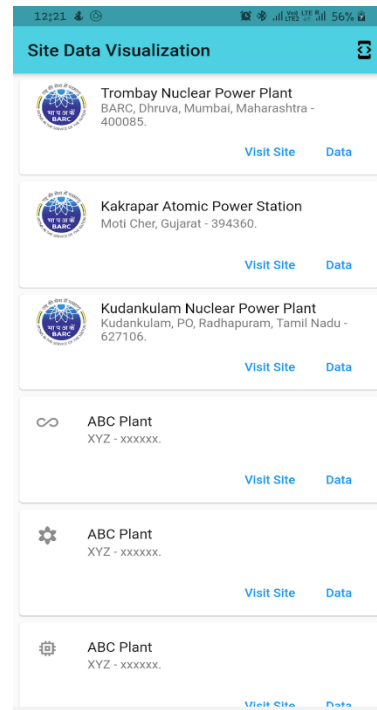 12:21
56%
Site Data Visualization
Trombay Nuclear Power Plant
BARC, Dhruva, Mumbai, Maharashtra -
400085.
BARC
Visit Site Data
Kakrapar Atomic Power Station
Moti Cher, Gujarat - 394360.
BARC
Visit Site Data
Kudankulam Nuclear Power Plant
Kudankulam, PO, Radhapuram, Tamil Nadu -
627106.
BARC
Visit Site Data
ABC Plant
XYZ - xxxxxx.
Visit Site Data
ABC Plant
XYZ - xxxxxx.
Visit Site Data
ABC Plant
XYZ - xxxxxx.
Visit Site Data